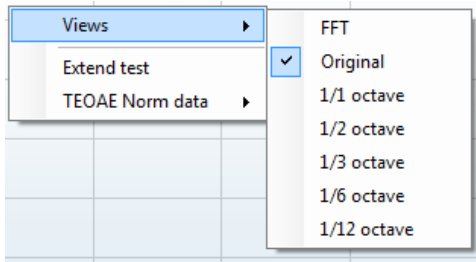 Views
Extend test
TEOAE Norm data
FFT
Original
1/1 octave
1/2 octave
1/3 octave
1/6 octave
1/12 octave